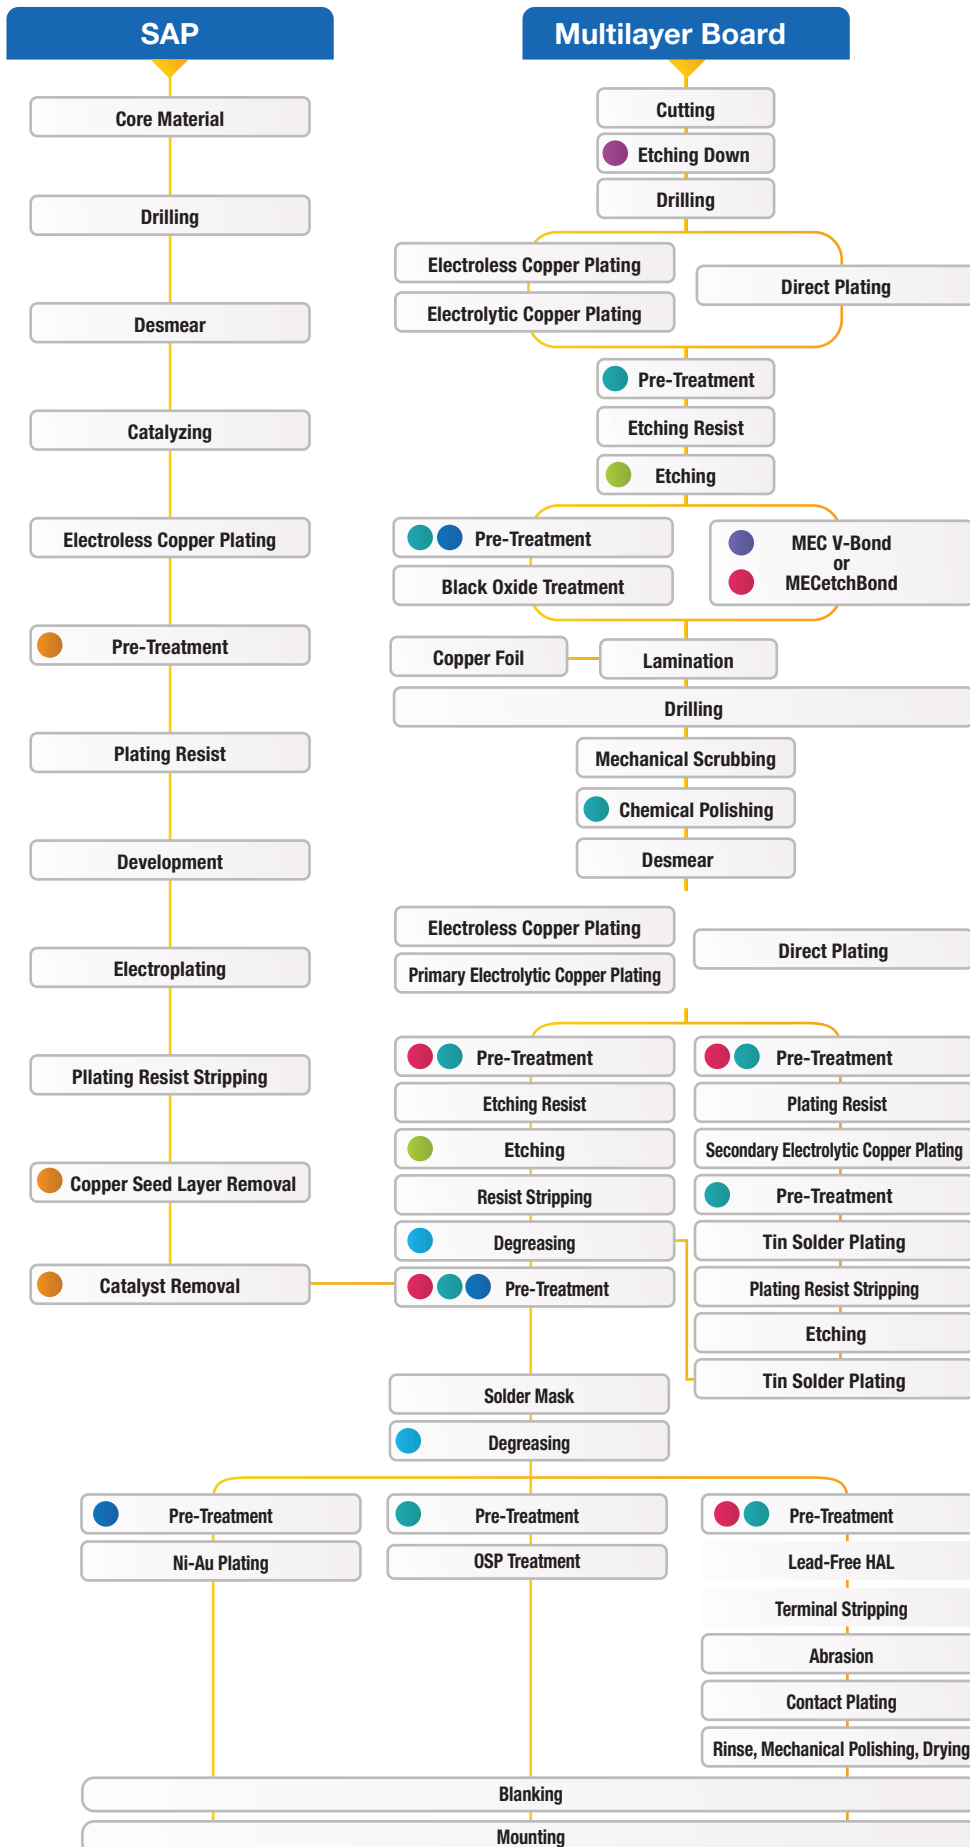 SAP
Core Material
Drilling
Desmear
Catalyzing
Electroless Copper Plating
Pre-Treatment
Plating Resist
Development
Electroplating
Pllating Resist Stripping
Copper Seed Layer Removal
Catalyst Removal
Multilayer Board
Cutting
Etching Down
Drilling
Electroless Copper Plating
Electrolytic Copper Plating
Direct Plating
Pre-Treatment
Etching Resist
Etching
Pre-Treatment
Black Oxide Treatment
MEC V-Bond
or
MECetchBond
Copper Foil
Lamination
Drilling
Mechanical Scrubbing
Chemical Polishing
Desmear
Electroless Copper Plating
Primary Electrolytic Copper Plating
Direct Plating
Pre-Treatment
Etching Resist
Etching
Resist Stripping
Degreasing
Pre-Treatment
Pre-Treatment
Plating Resist
Secondary Electrolytic Copper Plating
Pre-Treatment
Tin Solder Plating
Plating Resist Stripping
Etching
Tin Solder Plating
Solder Mask
Degreasing
Pre-Treatment
Ni-Au Plating
Pre-Treatment
OSP Treatment
Pre-Treatment
Lead-Free HAL
Terminal Stripping
Abrasion
Contact Plating
Rinse, Mechanical Polishing, Drying
Blanking
Mounting